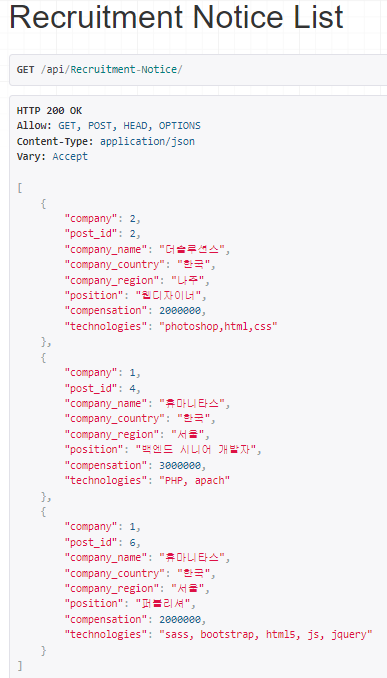 Recruitment Notice List
GET /api/Recruitment-Notice/
HTTP 200 OK
Allow: GET, POST, HEAD, OPTIONS
Content-Type: application/json
Vary: Accept
[
    {
        "company": 2,
        "post_id": 2,
        "company_name": "더솔루션스",
        "company_country": "한국",
        "company_region": "나주",
        "position": "웹디자이너",
        "compensation": 2000000,
        "technologies": "photoshop,html,css"
    },
    {
        "company": 1,
        "post_id": 4,
        "company_name": "휴마니타스",
        "company_country": "한국",
        "company_region": "서울",
        "position": "백엔드 시니어 개발자",
        "compensation": 3000000,
        "technologies": "PHP, apach"
    },
    {
        "company": 1,
        "post_id": 6,
        "company_name": "휴마니타스",
        "company_country": "한국",
        "company_region": "서울",
        "position": "퍼블리셔",
        "compensation": 2000000,
        "technologies": "sass, bootstrap, html5, js, jquery"
    }
]